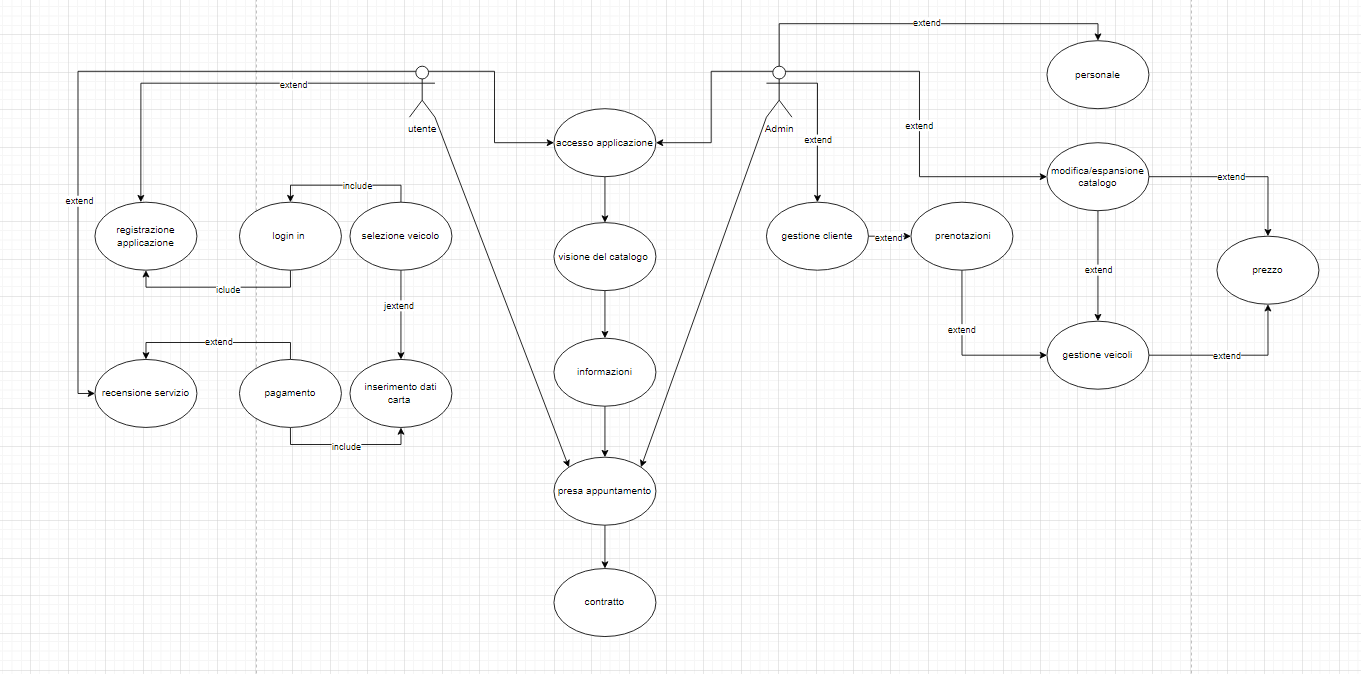 extend
personale
extend
utente
Admin
extend
extend
accesso applicazione
modifica/espansione
catalogo
extend
include
extend
registrazione
applicazione
login in
selezione veicolo
gestione cliente
extend
prenotazioni
visione del catalogo
extend
prezzo
iclude
jextend
extend
extend
gestione veicoli
extend
informazioni
recensione servizio
pagamento
inserimento dati
carta
include
presa appuntamento
contratto